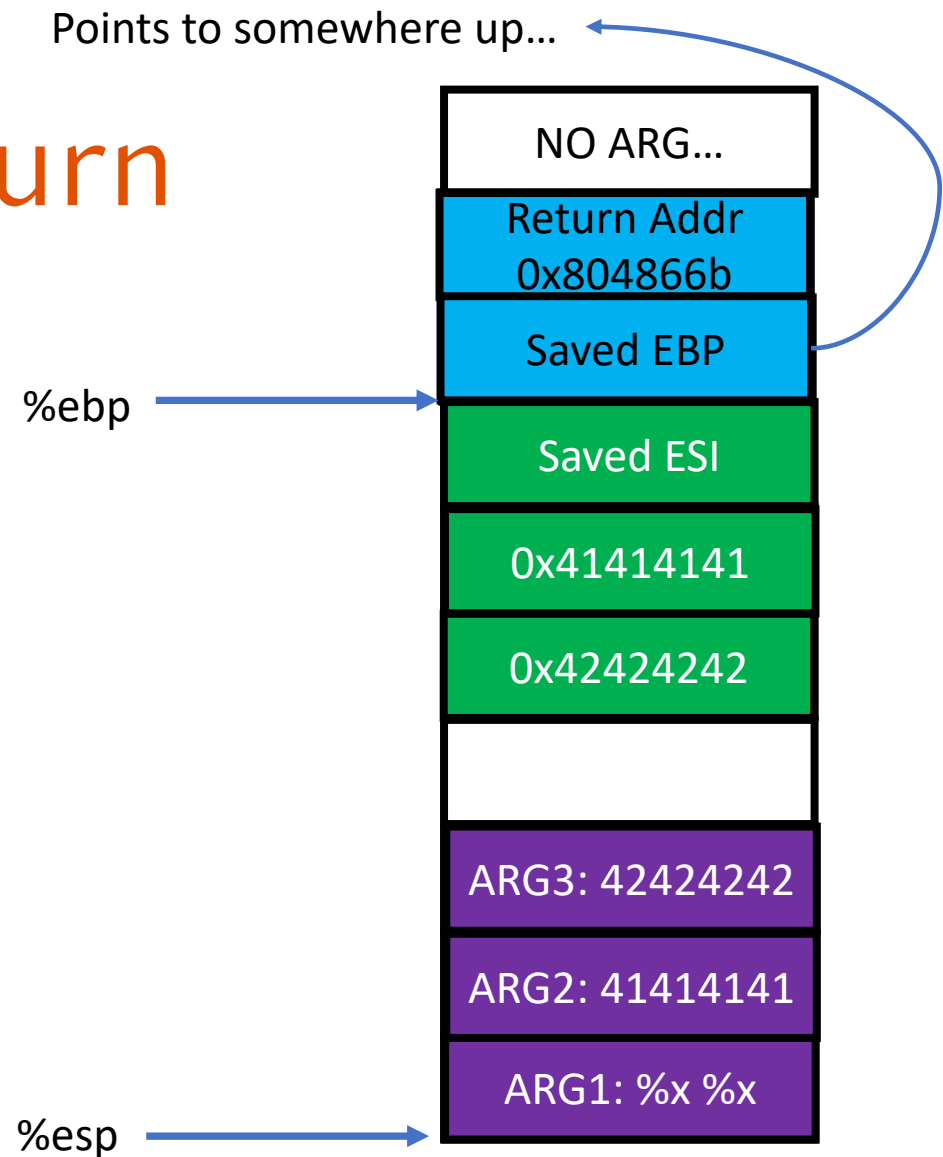 Points to somewhere up…
urn
NO ARG…
Return Addr
0x804866b
Saved EBP
%ebp
Saved ESI
0x41414141
0x42424242
ARG3: 42424242
ARG2: 41414141
ARG1: %x %x
%esp